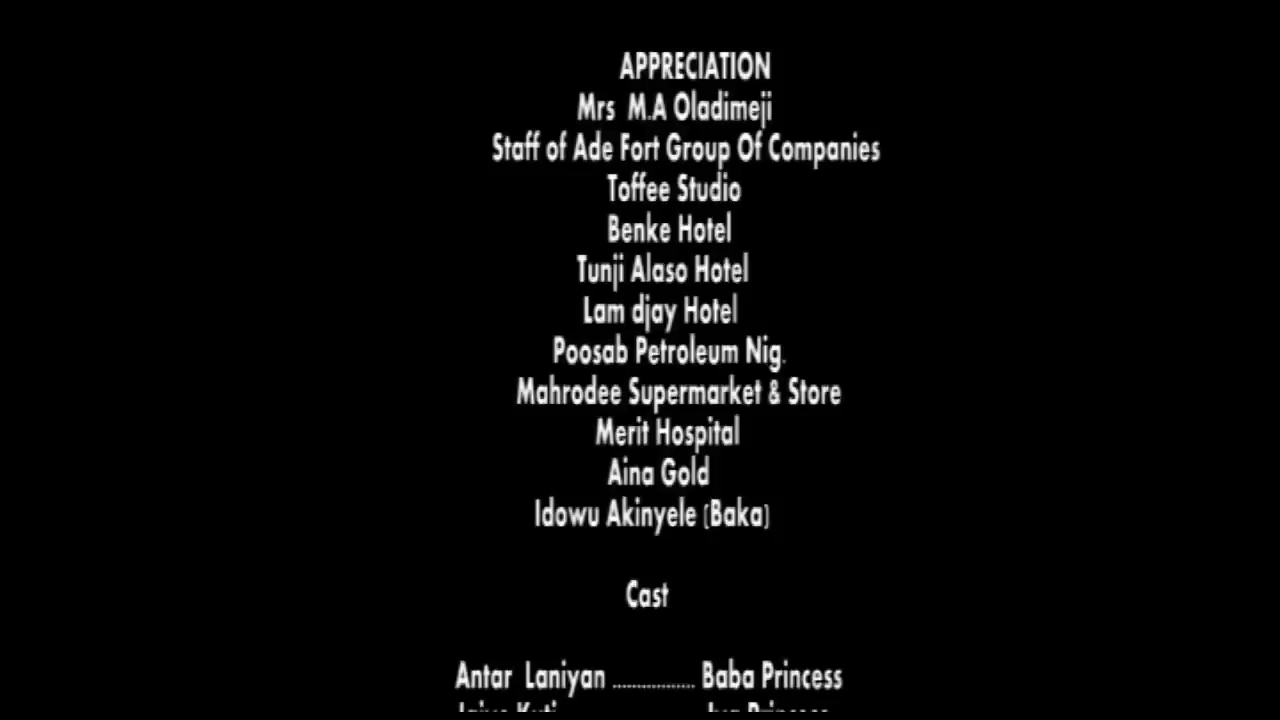 APPRECIATION
Mrs M.A Oladimeji
Staff of Ade Fort Group Of Companies
Toffee Studio
Benke Hotel
Tunji Alaso Hotel
Lam djay Hotel
Poosab Petroleum Nig.
Mahrodee Supermarket & Store
Merit Hospital
Aina Gold
Idowu Akinyele (Baka)
Cast
Antar Laniyan ................. Baba Princess